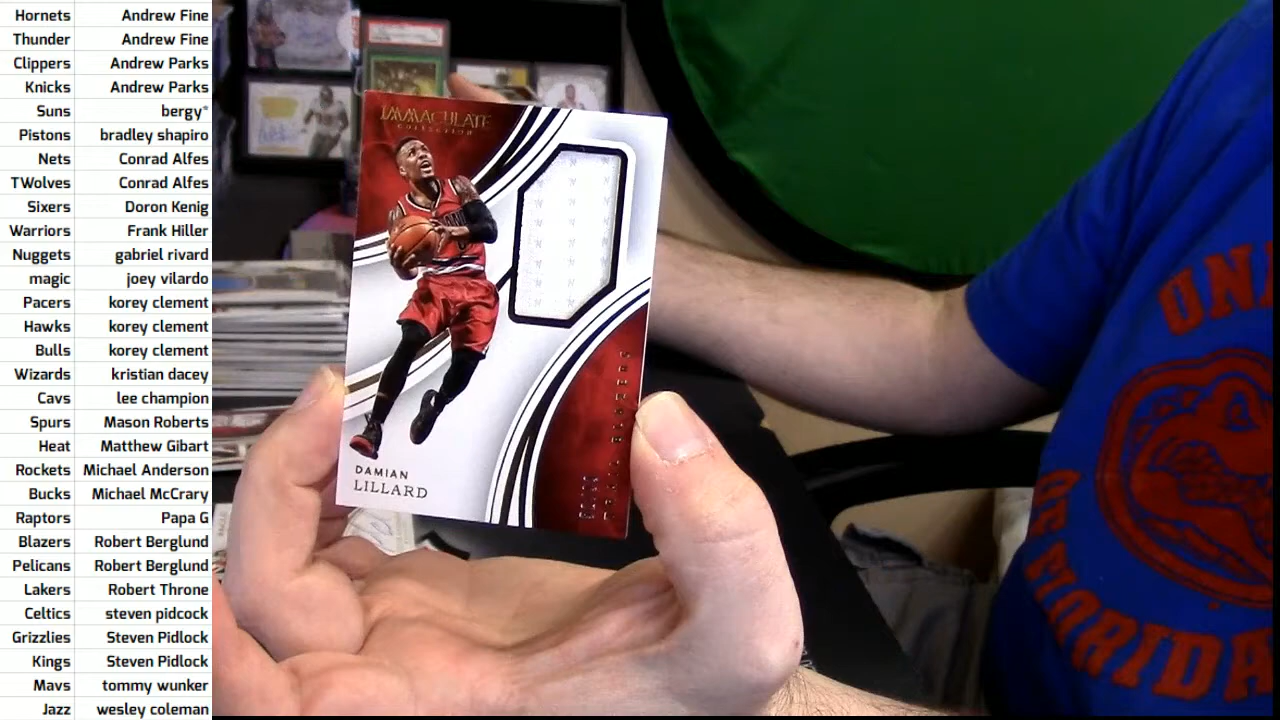 Hornets Andrew Fine
Thunder Andrew Fine
Clippers Andrew Parks
Knicks Andrew Parks
Suns bergy*
Pistons bradley shapiro
Nets Conrad Alfes
TWolves Conrad Alfes
Sixers Doron Kenig
Warriors Frank Hiller
Nuggets gabriel rivard
magic joey vilardo
Pacers korey clement
Hawks korey clement
Bulls korey clement
Wizards kristian dacey
Cavs lee champion
Spurs Mason Roberts
Heat Matthew Gibart
Rockets Michael Anderson
Bucks Michael McCrary
Raptors Papa G
Blazers Robert Berglund
Pelicans Robert Berglund
Lakers Robert Throne
Celtics steven pidcock
Grizzlies Steven Pidlock
Kings Steven Pidlock
Mavs tommy wunker
Jazz wesley coleman
IMMACULATE
COLLECTION
DAMIAN
LILLARD
BLAZERS
OF FLORIDA